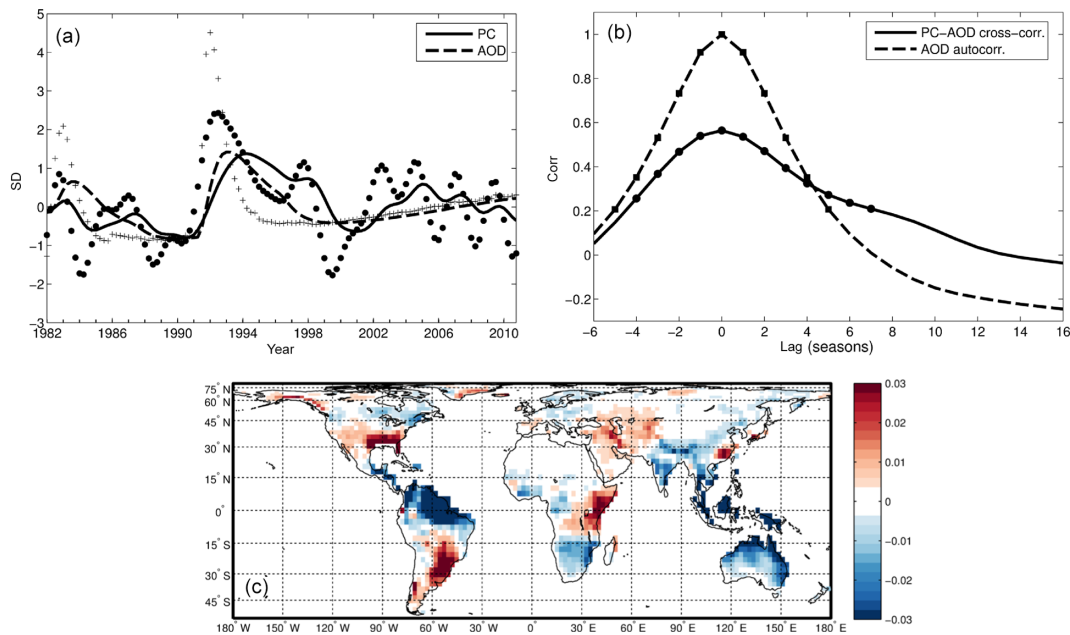 (a)
PC
AOD
5
4
3
2
1
0
−1
−2
−3
SD
1982 1986 1990 1994 1998 2002 2006 2010
Year
(b)
PC−AOD cross−corr.
AOD autocorr.
1
0.8
0.6
0.4
0.2
0
−0.2
Corr
−6 −4 −2 0 2 4 6 8 10 12 14 16
Lag (seasons)
75° N
60° N
45° N
30° N
15° N
0°
15° S
30° S
45° S
(c)
180° W 150° W 120° W 90° W 60° W 30° W 0° 30° E 60° E 90° E 120° E 150° E 180° E
0.03
0.02
0.01
0
−0.01
−0.02
−0.03